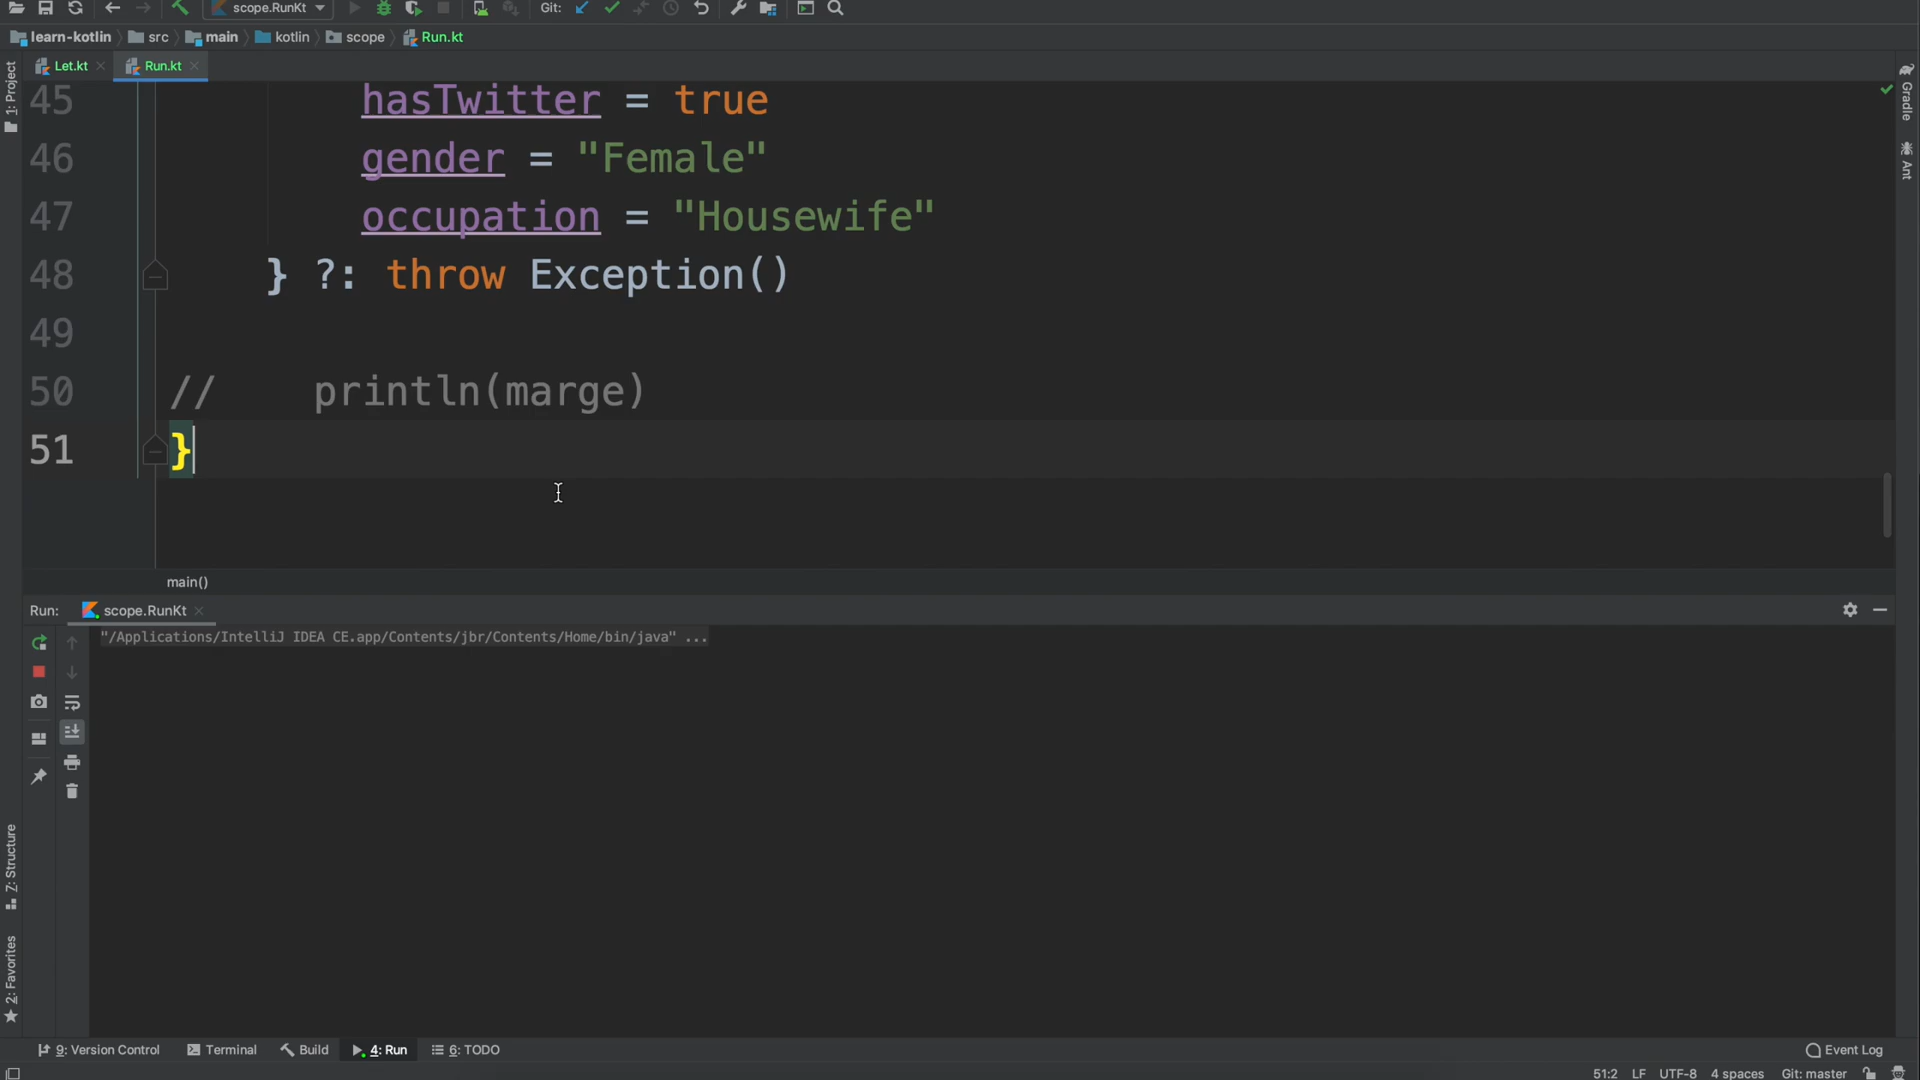 scope.RunKt Git:
learn-kotlin src main kotlin scope Run.kt
Let.kt Run.kt
1: Project
Gradle
Ant
45 hasTwitter = true
46 gender = "Female"
47 occupation = "Housewife"
48 } ?: throw Exception()
49
50 // println(marge)
51 }
main()
Run: scope.RunKt
"/Applications/IntelliJ IDEA CE.app/Contents/jbr/Contents/Home/bin/java" ...
7: Structure
2: Favorites
9: Version Control Terminal Build 4: Run 6: TODO Event Log
51:2 LF UTF-8 4 spaces Git: master